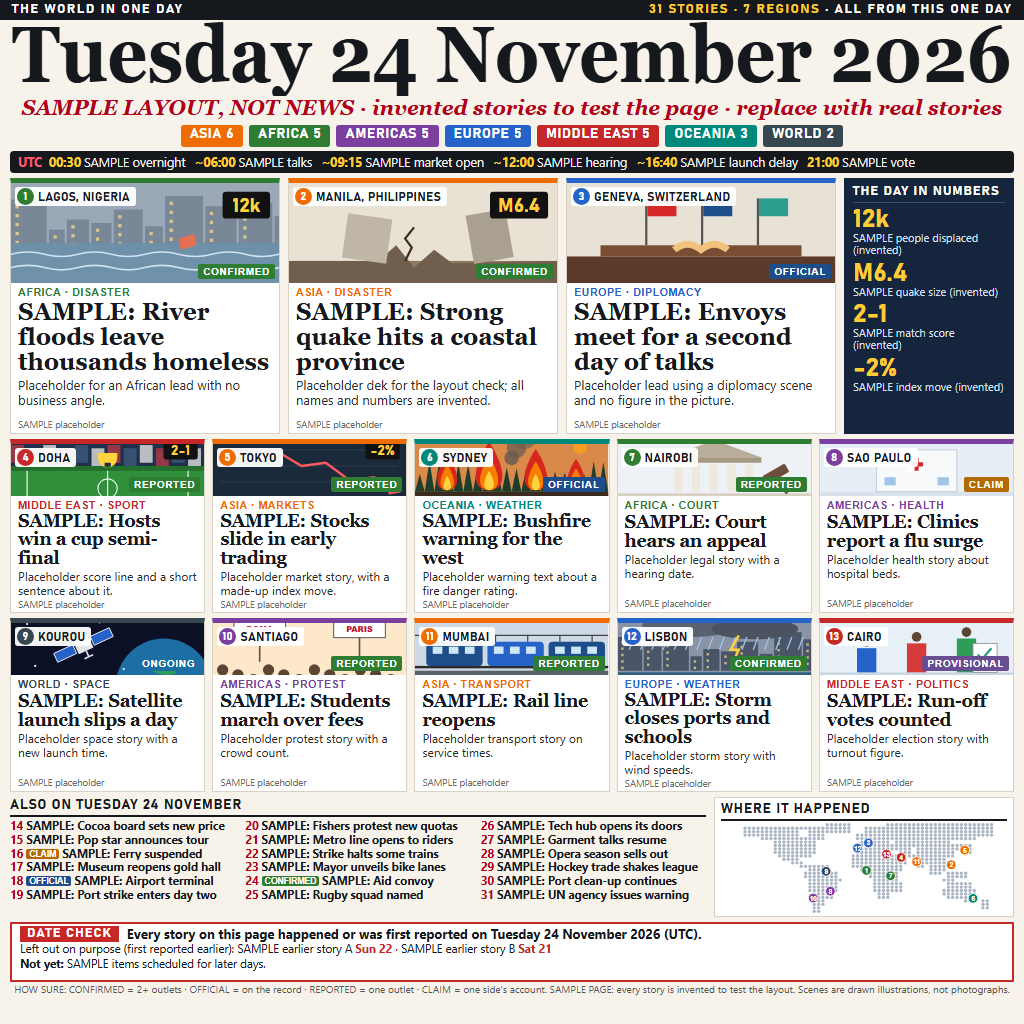 THE WORLD IN ONE DAY
31 STORIES · 7 REGIONS · ALL FROM THIS ONE DAY
Tuesday 24 November 2026
SAMPLE LAYOUT, NOT NEWS · invented stories to test the page · replace with real stories
ASIA 6
AFRICA 5
AMERICAS 5
EUROPE 5
MIDDLE EAST 5
OCEANIA 3
WORLD 2
UTC 00:30 SAMPLE overnight ~06:00 SAMPLE talks ~09:15 SAMPLE market open ~12:00 SAMPLE hearing ~16:40 SAMPLE launch delay 21:00 SAMPLE vote
1 LAGOS, NIGERIA
12k
CONFIRMED
AFRICA · DISASTER
SAMPLE: River
floods leave
thousands homeless
Placeholder for an African lead with no
business angle.
SAMPLE placeholder
2 MANILA, PHILIPPINES
M6.4
CONFIRMED
ASIA · DISASTER
SAMPLE: Strong
quake hits a coastal
province
Placeholder dek for the layout check; all
names and numbers are invented.
SAMPLE placeholder
3 GENEVA, SWITZERLAND
OFFICIAL
EUROPE · DIPLOMACY
SAMPLE: Envoys
meet for a second
day of talks
Placeholder lead using a diplomacy scene
and no figure in the picture.
SAMPLE placeholder
THE DAY IN NUMBERS
12k
SAMPLE people displaced
(invented)
M6.4
SAMPLE quake size (invented)
2–1
SAMPLE match score
(invented)
−2%
SAMPLE index move (invented)
4 DOHA
2–1
REPORTED
MIDDLE EAST · SPORT
SAMPLE: Hosts
win a cup semi-
final
Placeholder score line and a short
sentence about it.
SAMPLE placeholder
5 TOKYO
−2%
REPORTED
ASIA · MARKETS
SAMPLE: Stocks
slide in early
trading
Placeholder market story, with a
made-up index move.
SAMPLE placeholder
6 SYDNEY
OFFICIAL
OCEANIA · WEATHER
SAMPLE: Bushfire
warning for the
west
Placeholder warning text about a
fire danger rating.
SAMPLE placeholder
7 NAIROBI
REPORTED
AFRICA · COURT
SAMPLE: Court
hears an appeal
Placeholder legal story with a
hearing date.
SAMPLE placeholder
8 SAO PAULO
CLAIM
AMERICAS · HEALTH
SAMPLE: Clinics
report a flu surge
Placeholder health story about
hospital beds.
SAMPLE placeholder
9 KOUROU
ONGOING
WORLD · SPACE
SAMPLE: Satellite
launch slips a day
Placeholder space story with a
new launch time.
SAMPLE placeholder
10 SANTIAGO
PARIS
REPORTED
AMERICAS · PROTEST
SAMPLE: Students
march over fees
Placeholder protest story with a
crowd count.
SAMPLE placeholder
11 MUMBAI
REPORTED
ASIA · TRANSPORT
SAMPLE: Rail line
reopens
Placeholder transport story on
service times.
SAMPLE placeholder
12 LISBON
CONFIRMED
EUROPE · WEATHER
SAMPLE: Storm
closes ports and
schools
Placeholder storm story with
wind speeds.
SAMPLE placeholder
13 CAIRO
PROVISIONAL
MIDDLE EAST · POLITICS
SAMPLE: Run-off
votes counted
Placeholder election story with
turnout figure.
SAMPLE placeholder
ALSO ON TUESDAY 24 NOVEMBER
14 SAMPLE: Cocoa board sets new price
15 SAMPLE: Pop star announces tour
16 CLAIM SAMPLE: Ferry suspended
17 SAMPLE: Museum reopens gold hall
18 OFFICIAL SAMPLE: Airport terminal
19 SAMPLE: Port strike enters day two
20 SAMPLE: Fishers protest new quotas
21 SAMPLE: Metro line opens to riders
22 SAMPLE: Strike halts some trains
23 SAMPLE: Mayor unveils bike lanes
24 CONFIRMED SAMPLE: Aid convoy
25 SAMPLE: Rugby squad named
26 SAMPLE: Tech hub opens its doors
27 SAMPLE: Garment talks resume
28 SAMPLE: Opera season sells out
29 SAMPLE: Hockey trade shakes league
30 SAMPLE: Port clean-up continues
31 SAMPLE: UN agency issues warning
WHERE IT HAPPENED
DATE CHECK Every story on this page happened or was first reported on Tuesday 24 November 2026 (UTC).
Left out on purpose (first reported earlier): SAMPLE earlier story A Sun 22 · SAMPLE earlier story B Sat 21
Not yet: SAMPLE items scheduled for later days.
HOW SURE: CONFIRMED = 2+ outlets · OFFICIAL = on the record · REPORTED = one outlet · CLAIM = one side's account. SAMPLE PAGE: every story is invented to test the layout. Scenes are drawn illustrations, not photographs.